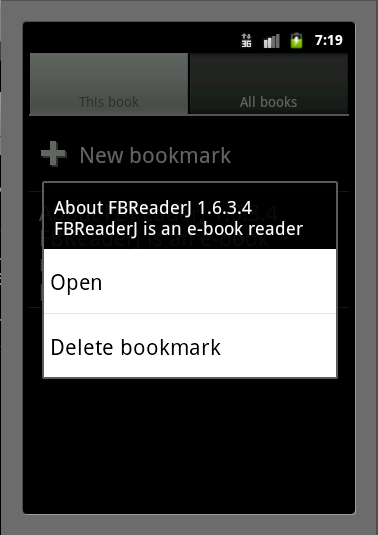 3G 7:19
This book All books
New bookmark
About FBReaderJ 1.6.3.4
FBReaderJ is an e-book reader
Open
Delete bookmark